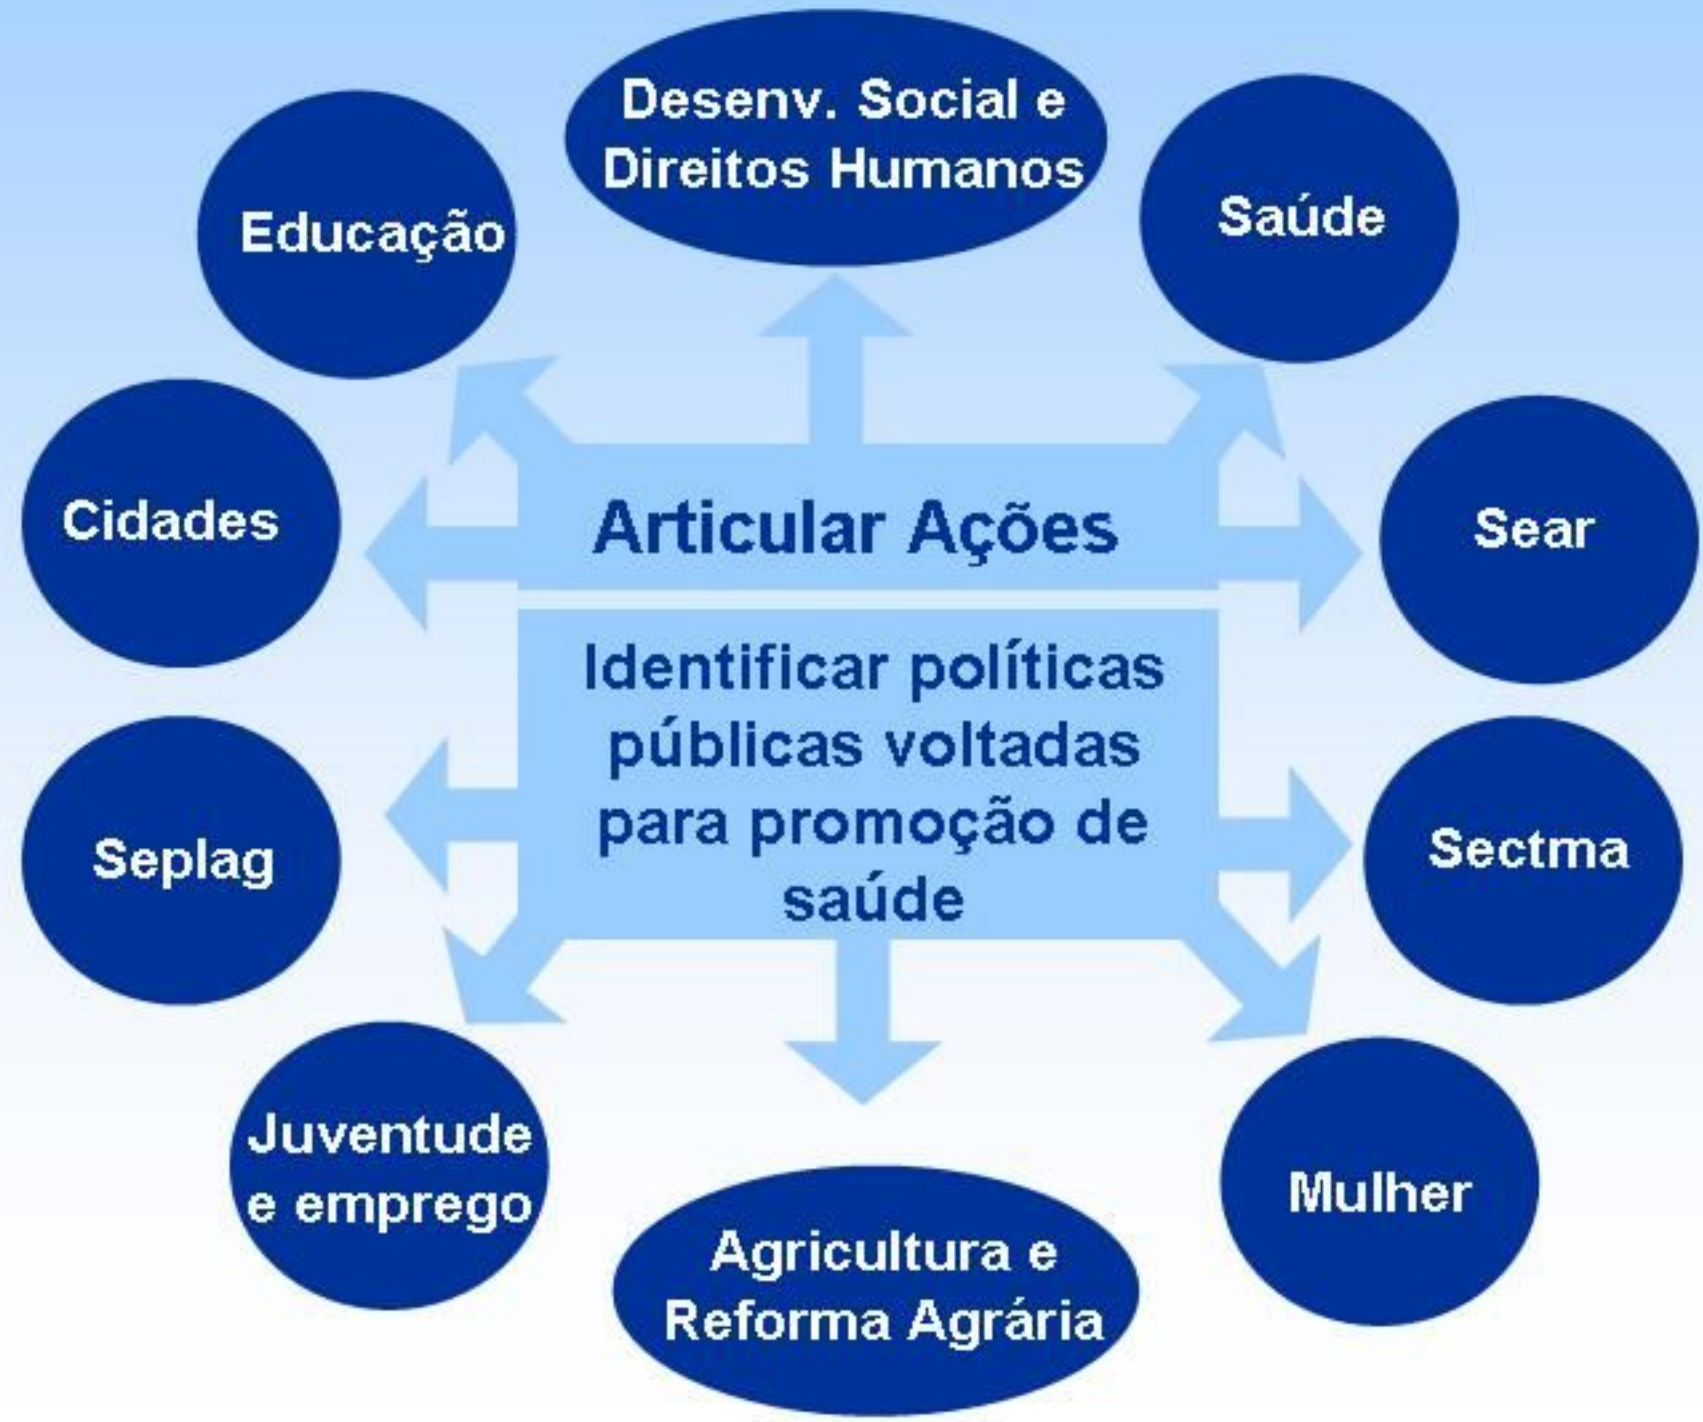 Desenv. Social e
Direitos Humanos
Educação
Saúde
Cidades
Articular Ações
Sear
Identificar políticas
públicas voltadas
para promoção de
saúde
Seplag
Sectma
Juventude
e emprego
Mulher
Agricultura e
Reforma Agrária